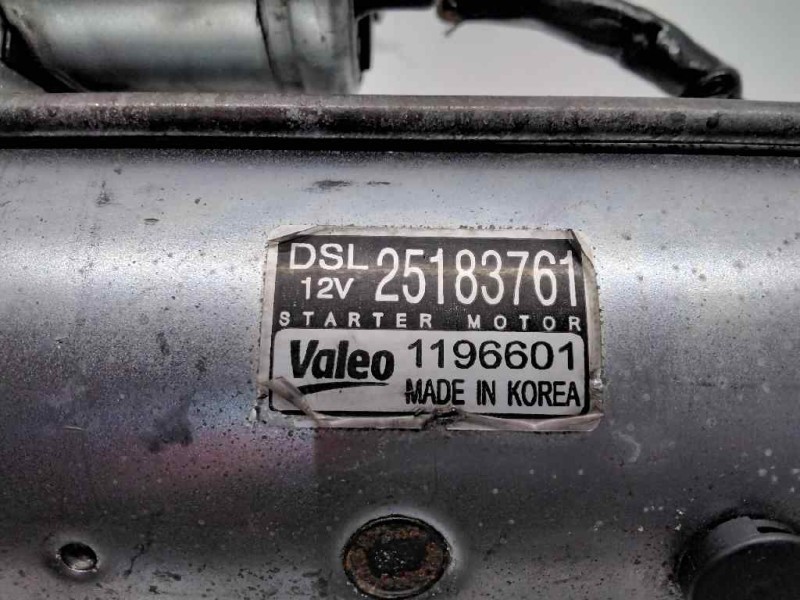 DSL 25183761
12V
STARTER MOTOR
Valeo 1196601
MADE IN KOREA